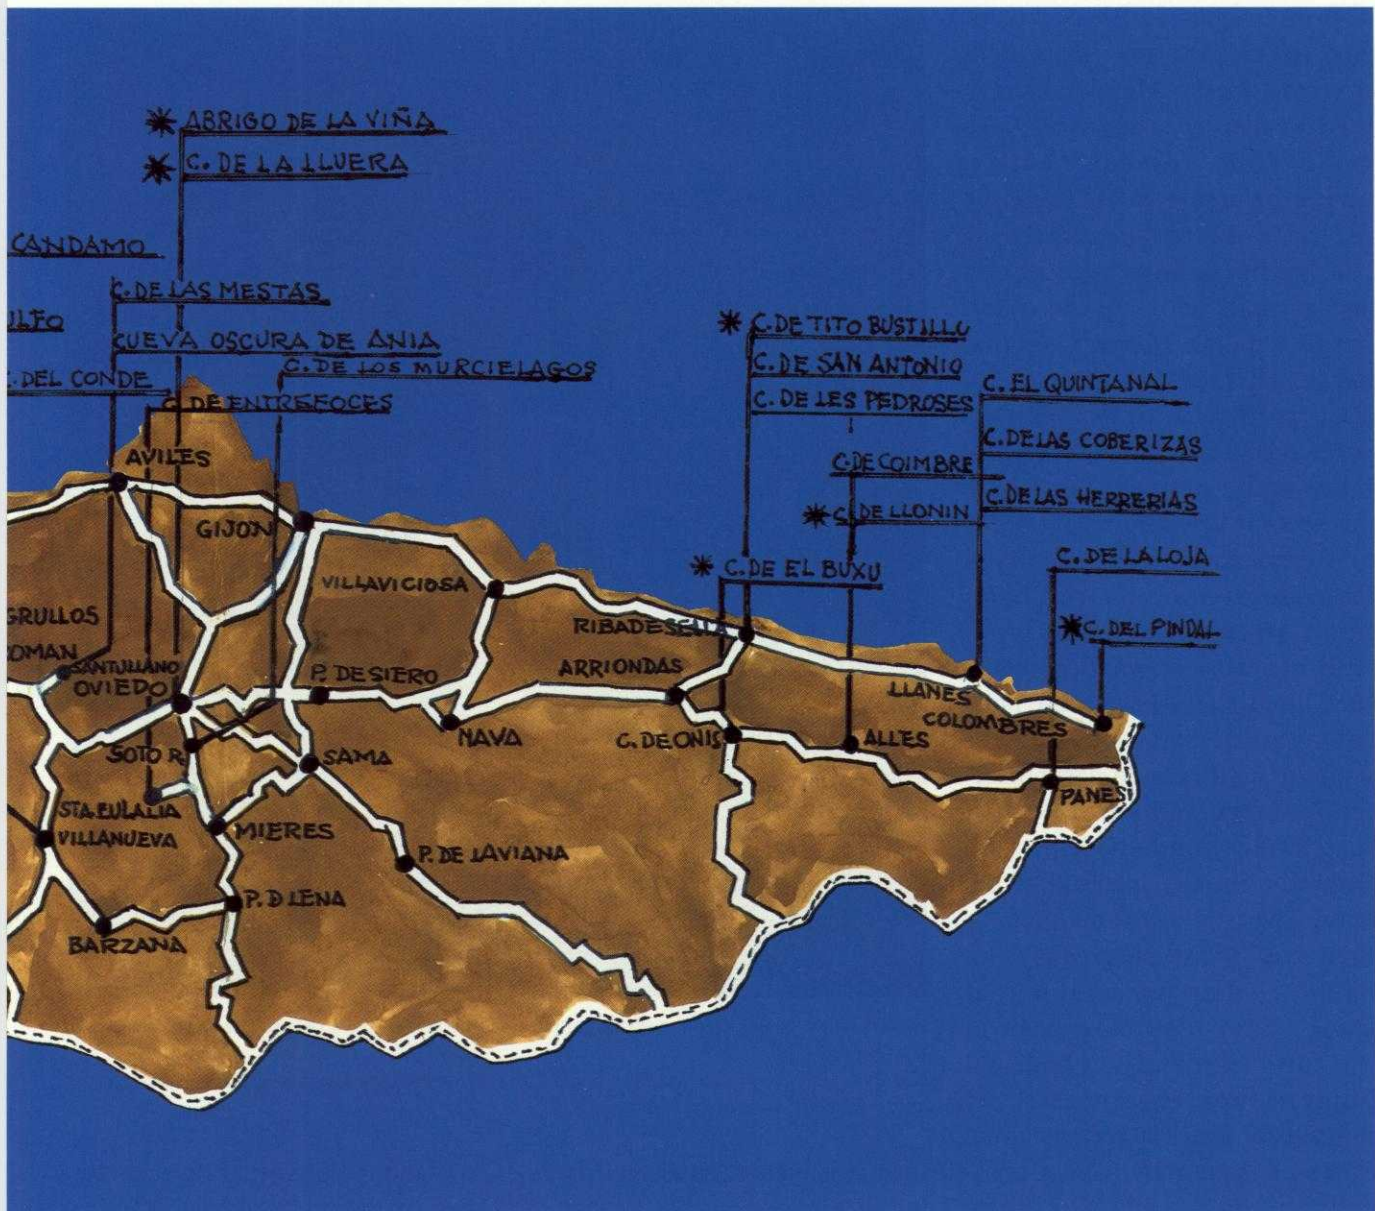 ABRIGO DE LA VIÑA
C. DE LA LLUERA
CANDAMO
C. DE LAS MESTAS
ULFO
CUEVA OSCURA DE ANIA
C. DE LOS MURCIELAGOS
C. DEL CONDE
C. DE ENTREFOCES
C. DE TITO BUSTILLO
C. DE SAN ANTONIO
C. DE LES PEDROSES
C. EL QUINTANAL
C. DE LAS COBERIZAS
C. DE COIMBRE
C. DE LAS HERRERIAS
C. DE LLONIN
C. DE EL BUXU
C. DE LA LOJA
C. DEL PINDAL
AVILES
GIJON
VILLAVICIOSA
GRULLOS
RIBADESELLA
ROMAN
SANTULLANO
OVIEDO
P. DE SIERO
ARRIONDAS
LLANES
COLOMBRES
SOTO R.
SAMA
NAVA
C. DE ONIS
ALLES
PANES
STA. EULALIA
VILLANUEVA
MIERES
P. DE LAVIANA
P. D LENA
BARZANA